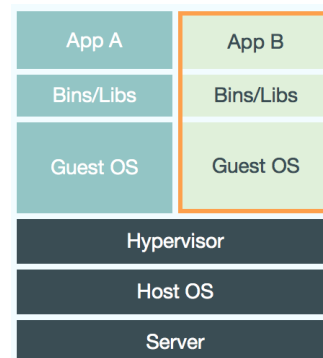 App A
App B
Bins/Libs
Bins/Libs
Guest OS
Guest OS
Hypervisor
Host OS
Server